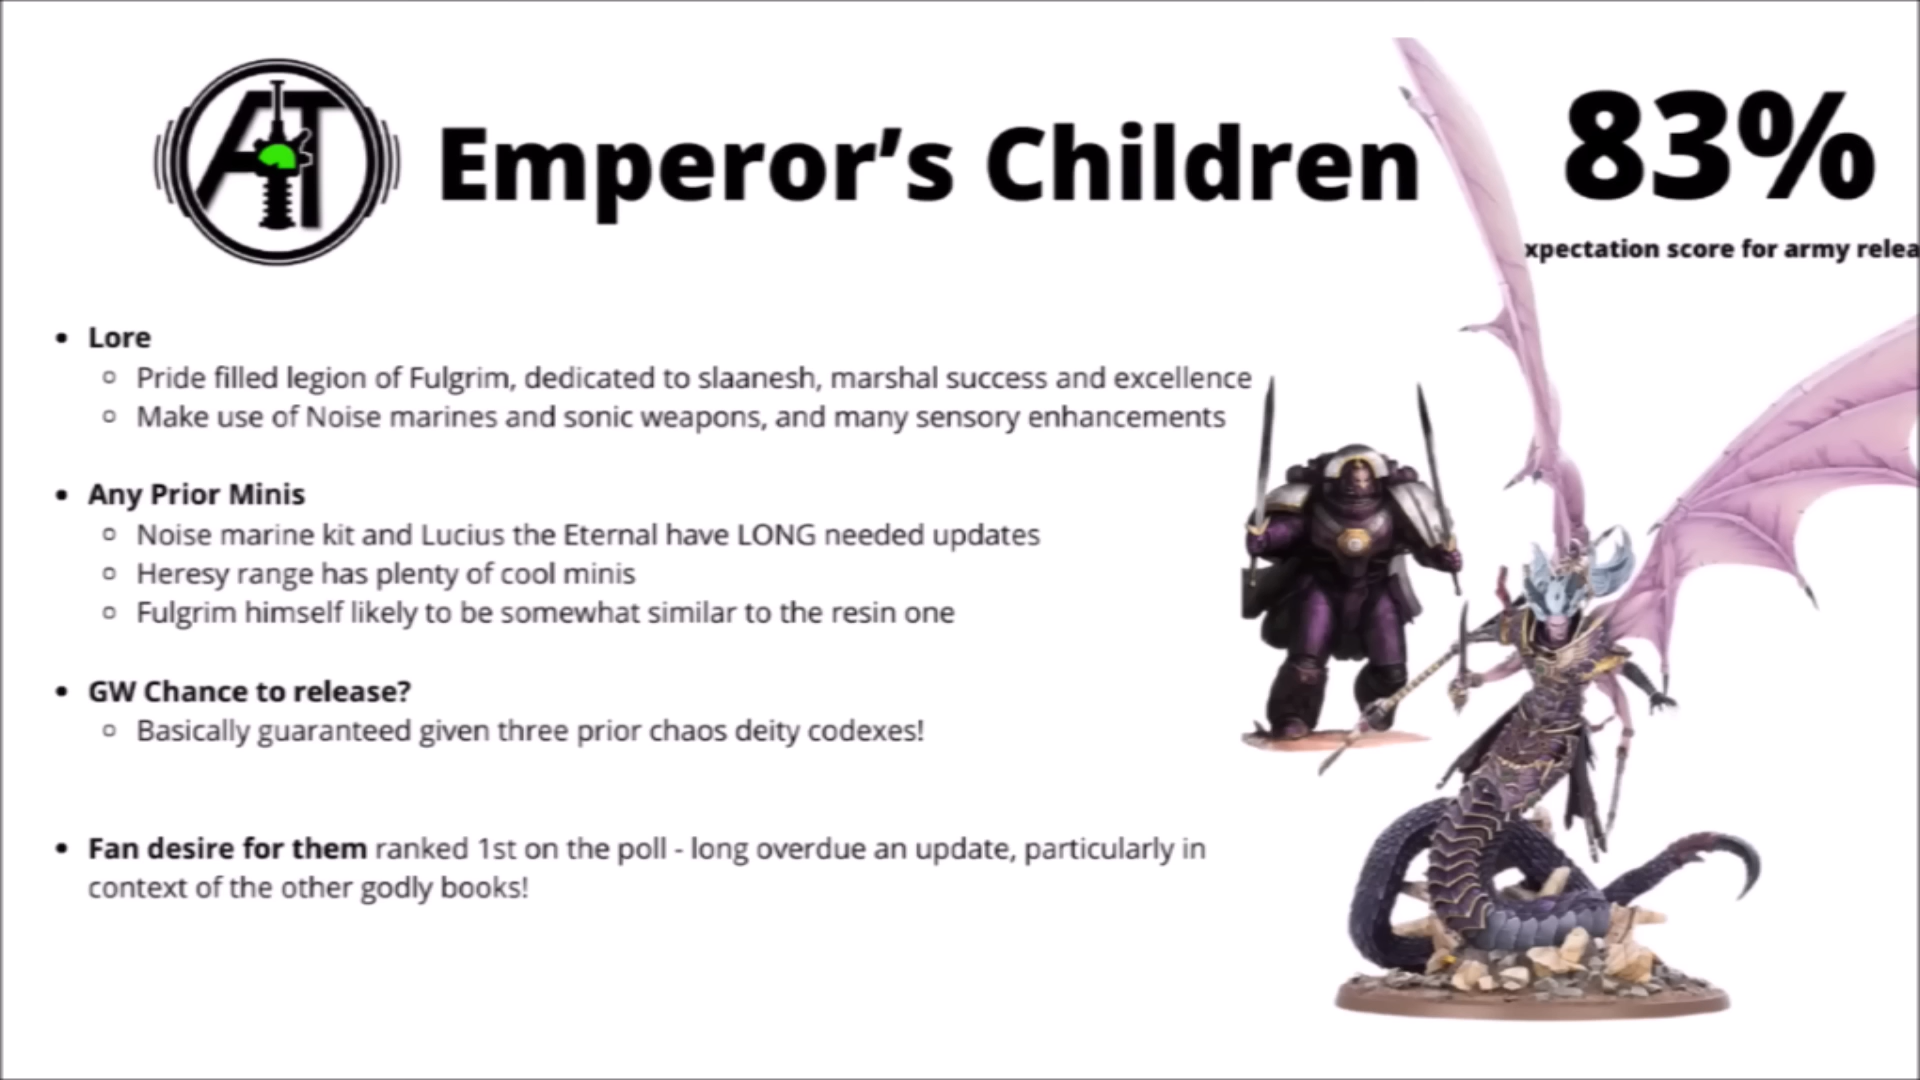 AT
Emperor's Children
83%
xpectation score for army relea
• Lore
○ Pride filled legion of Fulgrim, dedicated to slaanesh, marshal success and excellence
○ Make use of Noise marines and sonic weapons, and many sensory enhancements
• Any Prior Minis
○ Noise marine kit and Lucius the Eternal have LONG needed updates
○ Heresy range has plenty of cool minis
○ Fulgrim himself likely to be somewhat similar to the resin one
• GW Chance to release?
○ Basically guaranteed given three prior chaos deity codexes!
• Fan desire for them ranked 1st on the poll - long overdue an update, particularly in
context of the other godly books!